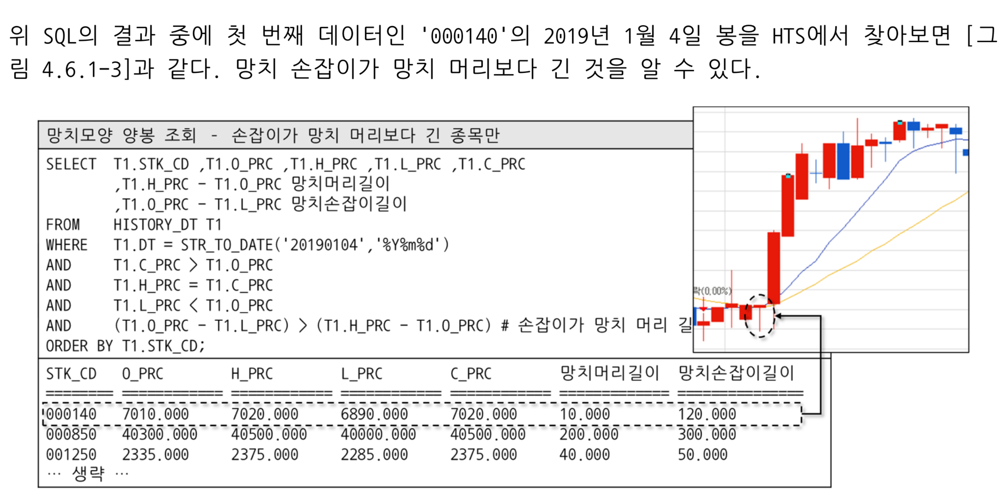 위 SQL의 결과 중에 첫 번째 데이터인 '000140'의 2019년 1월 4일 봉을 HTS에서 찾아보면 [그
림 4.6.1-3]과 같다. 망치 손잡이가 망치 머리보다 긴 것을 알 수 있다.
망치모양 양봉 조회 - 손잡이가 망치 머리보다 긴 종목만
SELECT T1.STK_CD ,T1.O_PRC ,T1.H_PRC ,T1.L_PRC ,T1.C_PRC
,T1.H_PRC - T1.O_PRC 망치머리길이
,T1.O_PRC - T1.L_PRC 망치손잡이길이
FROM HISTORY_DT T1
WHERE T1.DT = STR_TO_DATE('20190104','%Y%m%d')
AND T1.C_PRC > T1.O_PRC
AND T1.H_PRC = T1.C_PRC
AND T1.L_PRC < T1.O_PRC
AND (T1.O_PRC - T1.L_PRC) > (T1.H_PRC - T1.O_PRC) # 손잡이가 망치 머리 길
ORDER BY T1.STK_CD;
락(0,00%)
STK_CD O_PRC H_PRC L_PRC C_PRC 망치머리길이 망치손잡이길이
======== ============ ============ ============ ============ ============= ===============
000140 7010.000 7020.000 6890.000 7020.000 10.000 120.000
000850 40300.000 40500.000 40000.000 40500.000 200.000 300.000
001250 2335.000 2375.000 2285.000 2375.000 40.000 50.000
… 생략 …